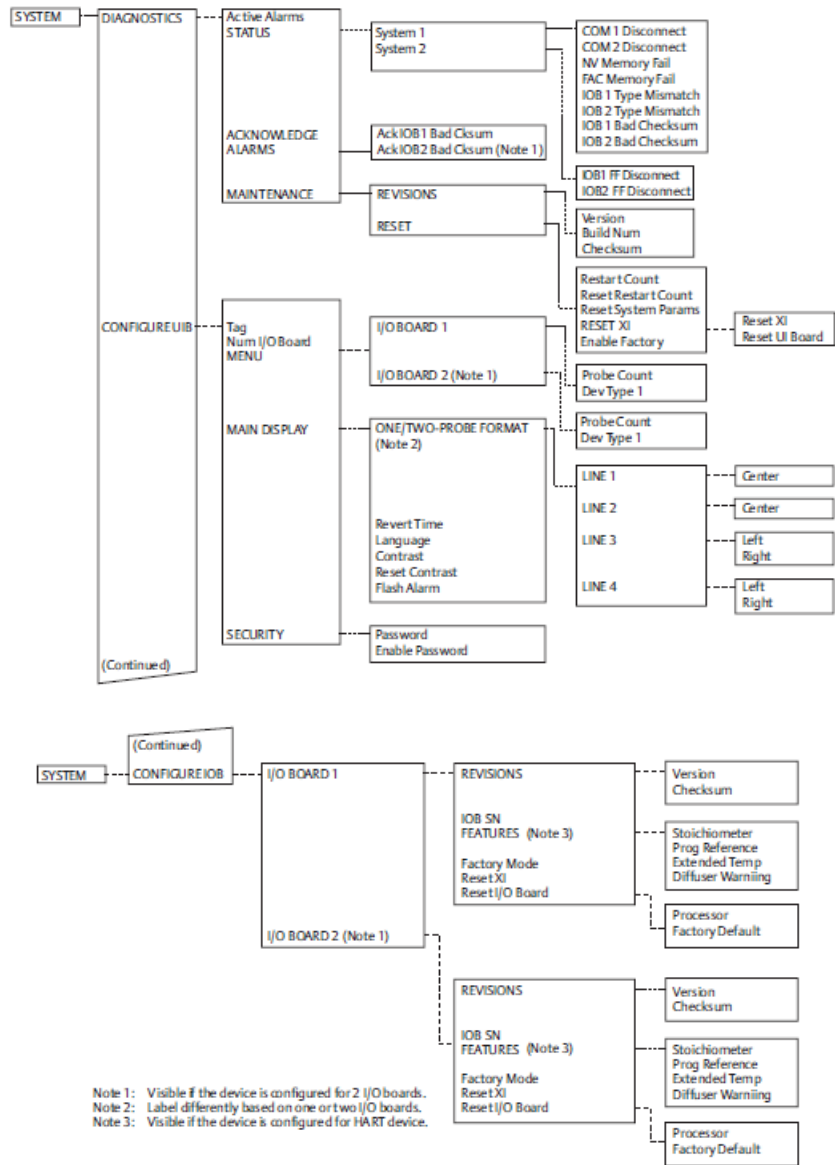 SYSTEM
DIAGNOSTICS
Active Alarms
STATUS
System 1
System 2
COM 1 Disconnect
COM 2 Disconnect
NV Memory Fail
FAC Memory Fail
IOB 1 Type Mismatch
IOB 2 Type Mismatch
IOB 1 Bad Checksum
IOB 2 Bad Checksum
IOB1 FF Disconnect
IOB2 FF Disconnect
ACKNOWLEDGE
ALARMS
Ack IOB1 Bad Cksum
Ack IOB2 Bad Cksum (Note 1)
MAINTENANCE
REVISIONS
RESET
Version
Build Num
Checksum
Restart Count
Reset Restart Count
Reset System Params
RESET XI
Enable Factory
Reset XI
Reset UI Board
CONFIGURE UIB
Tag
Num I/O Board
MENU
I/O BOARD 1
I/O BOARD 2 (Note 1)
Probe Count
Dev Type 1
Probe Count
Dev Type 1
MAIN DISPLAY
ONE/TWO-PROBE FORMAT
(Note 2)
Revert Time
Language
Contrast
Reset Contrast
Flash Alarm
LINE 1
Center
LINE 2
Center
LINE 3
Left
Right
LINE 4
Left
Right
SECURITY
Password
Enable Password
(Continued)
(Continued)
SYSTEM
CONFIGURE IOB
I/O BOARD 1
I/O BOARD 2 (Note 1)
REVISIONS
IOB SN
FEATURES (Note 3)
Factory Mode
Reset XI
Reset I/O Board
Version
Checksum
Stoichiometer
Prog Reference
Extended Temp
Diffuser Warniing
Processor
Factory Default
REVISIONS
IOB SN
FEATURES (Note 3)
Factory Mode
Reset XI
Reset I/O Board
Version
Checksum
Stoichiometer
Prog Reference
Extended Temp
Diffuser Warniing
Processor
Factory Default
Note 1: Visible if the device is configured for 2 I/O boards.
Note 2: Label differently based on one or two I/O boards.
Note 3: Visible if the device is configured for HART device.